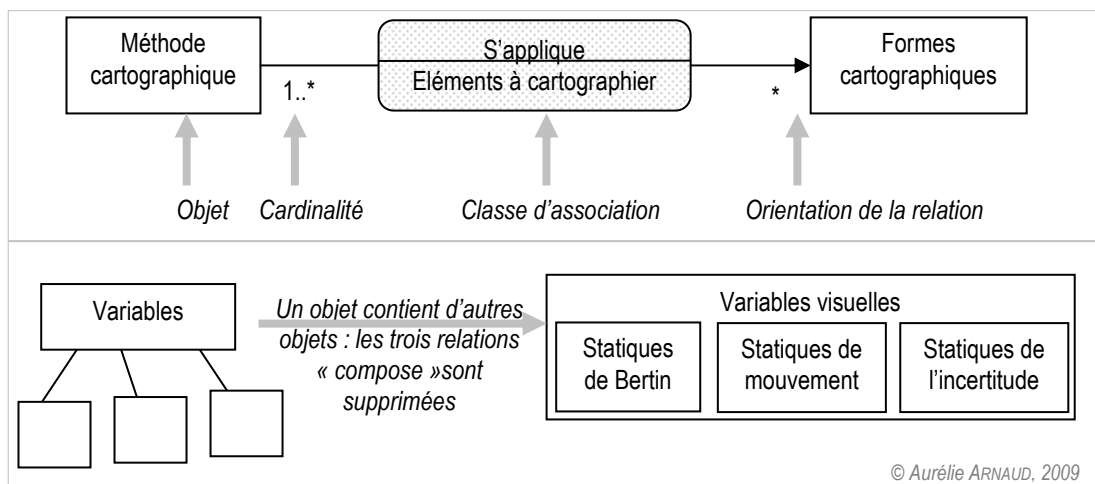 Méthode
cartographique
1..*
S’applique
Eléments à cartographier
*
Formes
cartographiques
Objet
Cardinalité
Classe d’association
Orientation de la relation
Variables
Un objet contient d’autres
objets : les trois relations
« compose »sont
supprimées
Variables visuelles
Statiques
de Bertin
Statiques de
mouvement
Statiques de
l’incertitude
© Aurélie ARNAUD, 2009